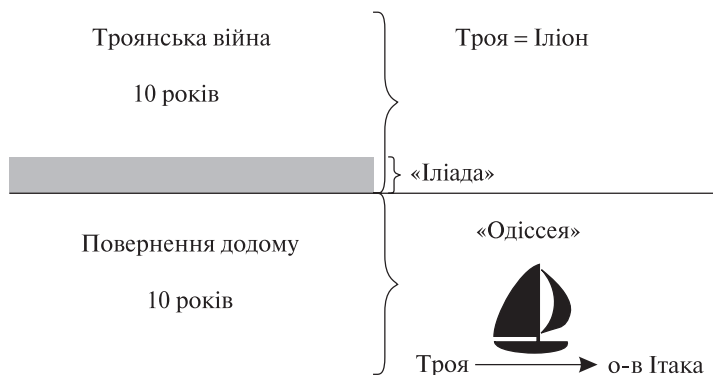 Троянська війна
10 років
Троя = Іліон
«Іліада»
Повернення додому
10 років
«Одіссея»
Троя
о-в Ітака